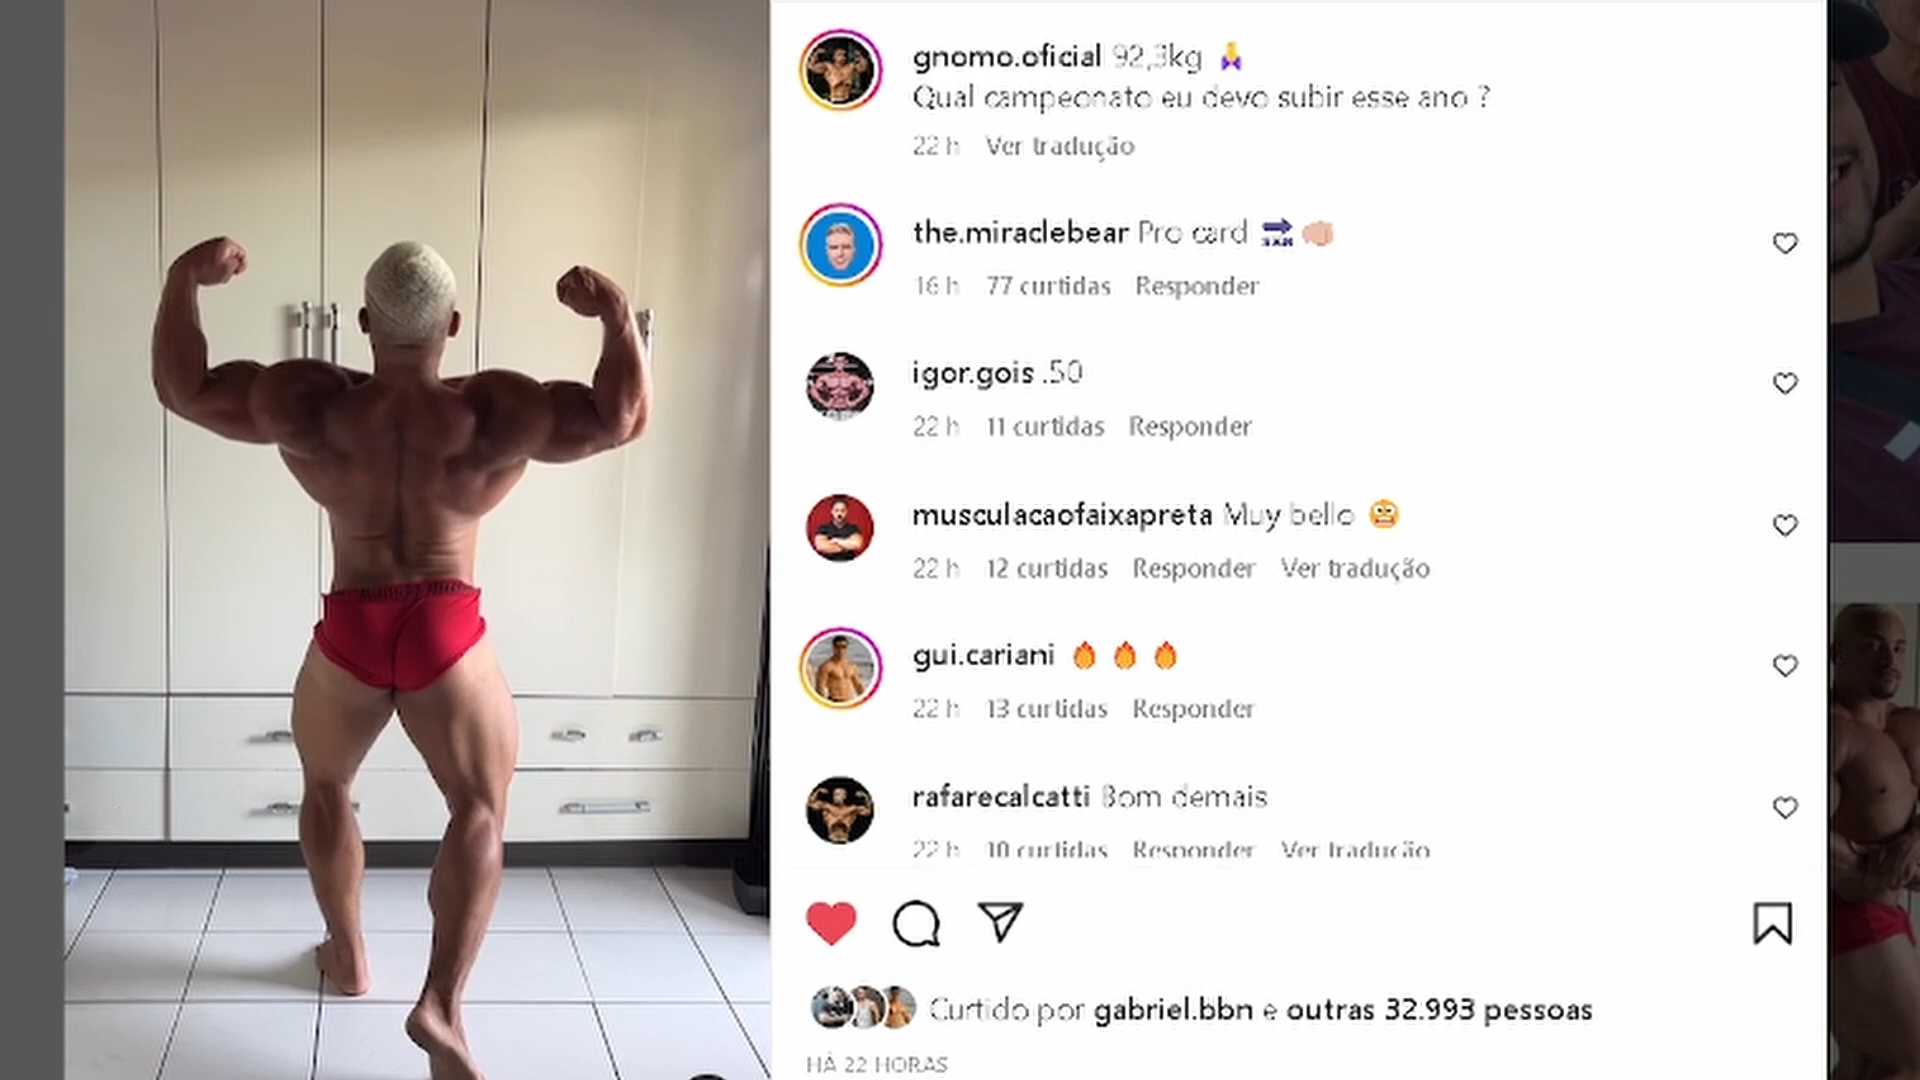 gnomo.oficial 92,3kg
Qual campeonato eu devo subir esse ano ?
22 h Ver tradução
the.miraclebear Pro card
16 h 77 curtidas Responder
igor.gois .50
22 h 11 curtidas Responder
musculacaofaixapreta Muy bello
22 h 12 curtidas Responder Ver tradução
gui.cariani
22 h 13 curtidas Responder
rafarecalcatti Bom demais
22 h 10 curtidas Responder Ver tradução
Curtido por gabriel.bbn e outras 32.993 pessoas
HÁ 22 HORAS